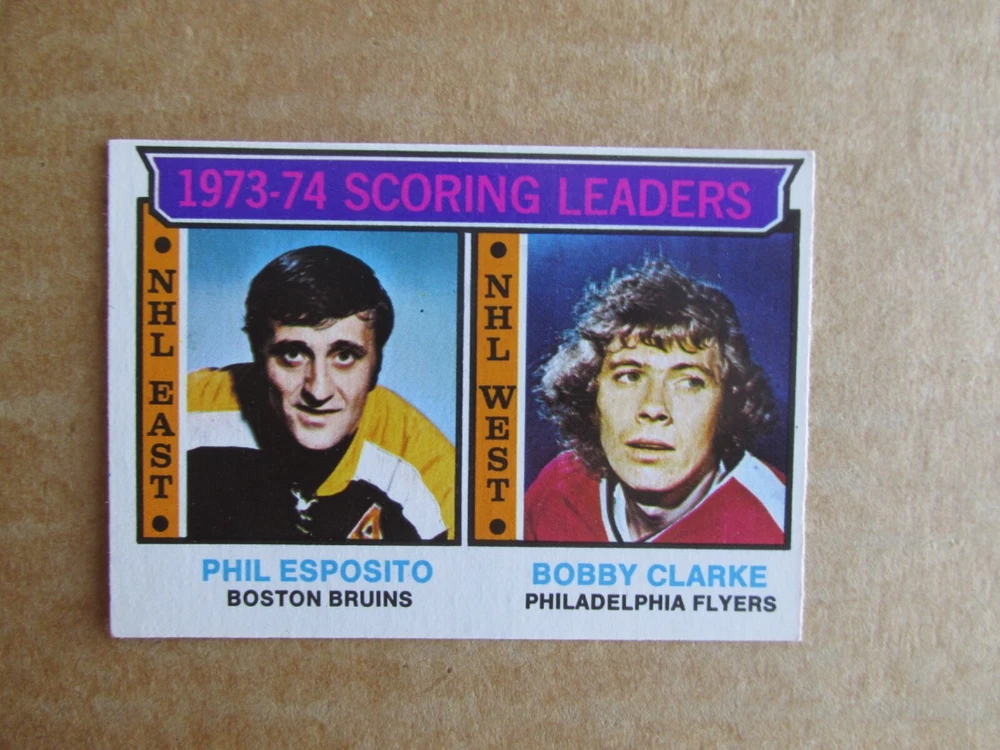 1973-74 SCORING LEADERS
NHL EAST
NHL WEST
PHIL ESPOSITO
BOSTON BRUINS
BOBBY CLARKE
PHILADELPHIA FLYERS